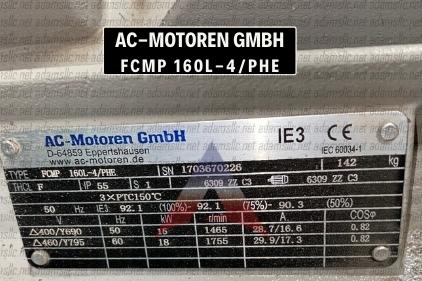 AC-MOTOREN GMBH
FCMP 160L-4/PHE
AC-Motoren GmbH
D-64859 Eppertshausen
www.ac-motoren.de
IE3 CE
IEC 60034-1
TYPE FCMP 160L-4/PHE SN 1703670226 142 kg
THCL F IP 55 S 1 6309 ZZ C3 6309 ZZ C3
3×PTC150°C
50 Hz IE3: 92.1 (100%)- 92.1 (75%)- 90.3 (50%)
V Hz kW r/min A COSφ
△400/Y690 50 15 1465 28.7/16.6 0.82
△460/Y795 60 18 1755 29.9/17.3 0.82